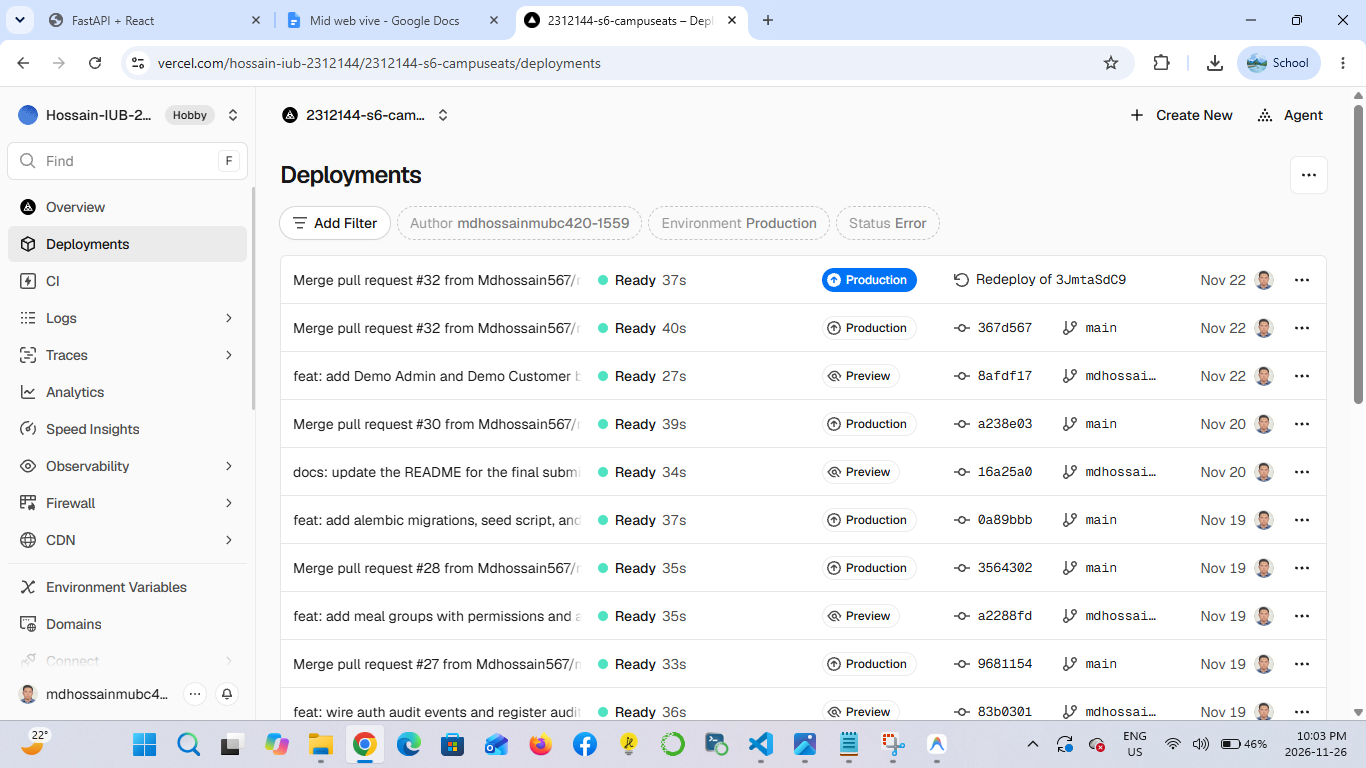 FastAPI + React
Mid web vive - Google Docs
2312144-s6-campuseats – Depl
vercel.com/hossain-iub-2312144/2312144-s6-campuseats/deployments
School
Hossain-IUB-2... Hobby
2312144-s6-cam...
Create New
Agent
Find F
Deployments
Overview
Add Filter
Author mdhossainmubc420-1559
Environment Production
Status Error
Deployments
CI
Logs
Traces
Analytics
Speed Insights
Observability
Firewall
CDN
Environment Variables
Domains
Connect
mdhossainmubc4...
Merge pull request #32 from Mdhossain567/ Ready 37s Production Redeploy of 3JmtaSdC9 Nov 22
Merge pull request #32 from Mdhossain567/ Ready 40s Production 367d567 main Nov 22
feat: add Demo Admin and Demo Customer Ready 27s Preview 8afdf17 mdhossai... Nov 22
Merge pull request #30 from Mdhossain567/ Ready 39s Production a238e03 main Nov 20
docs: update the README for the final submi Ready 34s Preview 16a25a0 mdhossai... Nov 20
feat: add alembic migrations, seed script, and Ready 37s Production 0a89bbb main Nov 19
Merge pull request #28 from Mdhossain567/ Ready 35s Production 3564302 main Nov 19
feat: add meal groups with permissions and a Ready 35s Preview a2288fd mdhossai... Nov 19
Merge pull request #27 from Mdhossain567/ Ready 33s Production 9681154 main Nov 19
feat: wire auth audit events and register audit Ready 36s Preview 83b0301 mdhossai... Nov 19
22°
ENG
US
46%
10:03 PM
2026-11-26